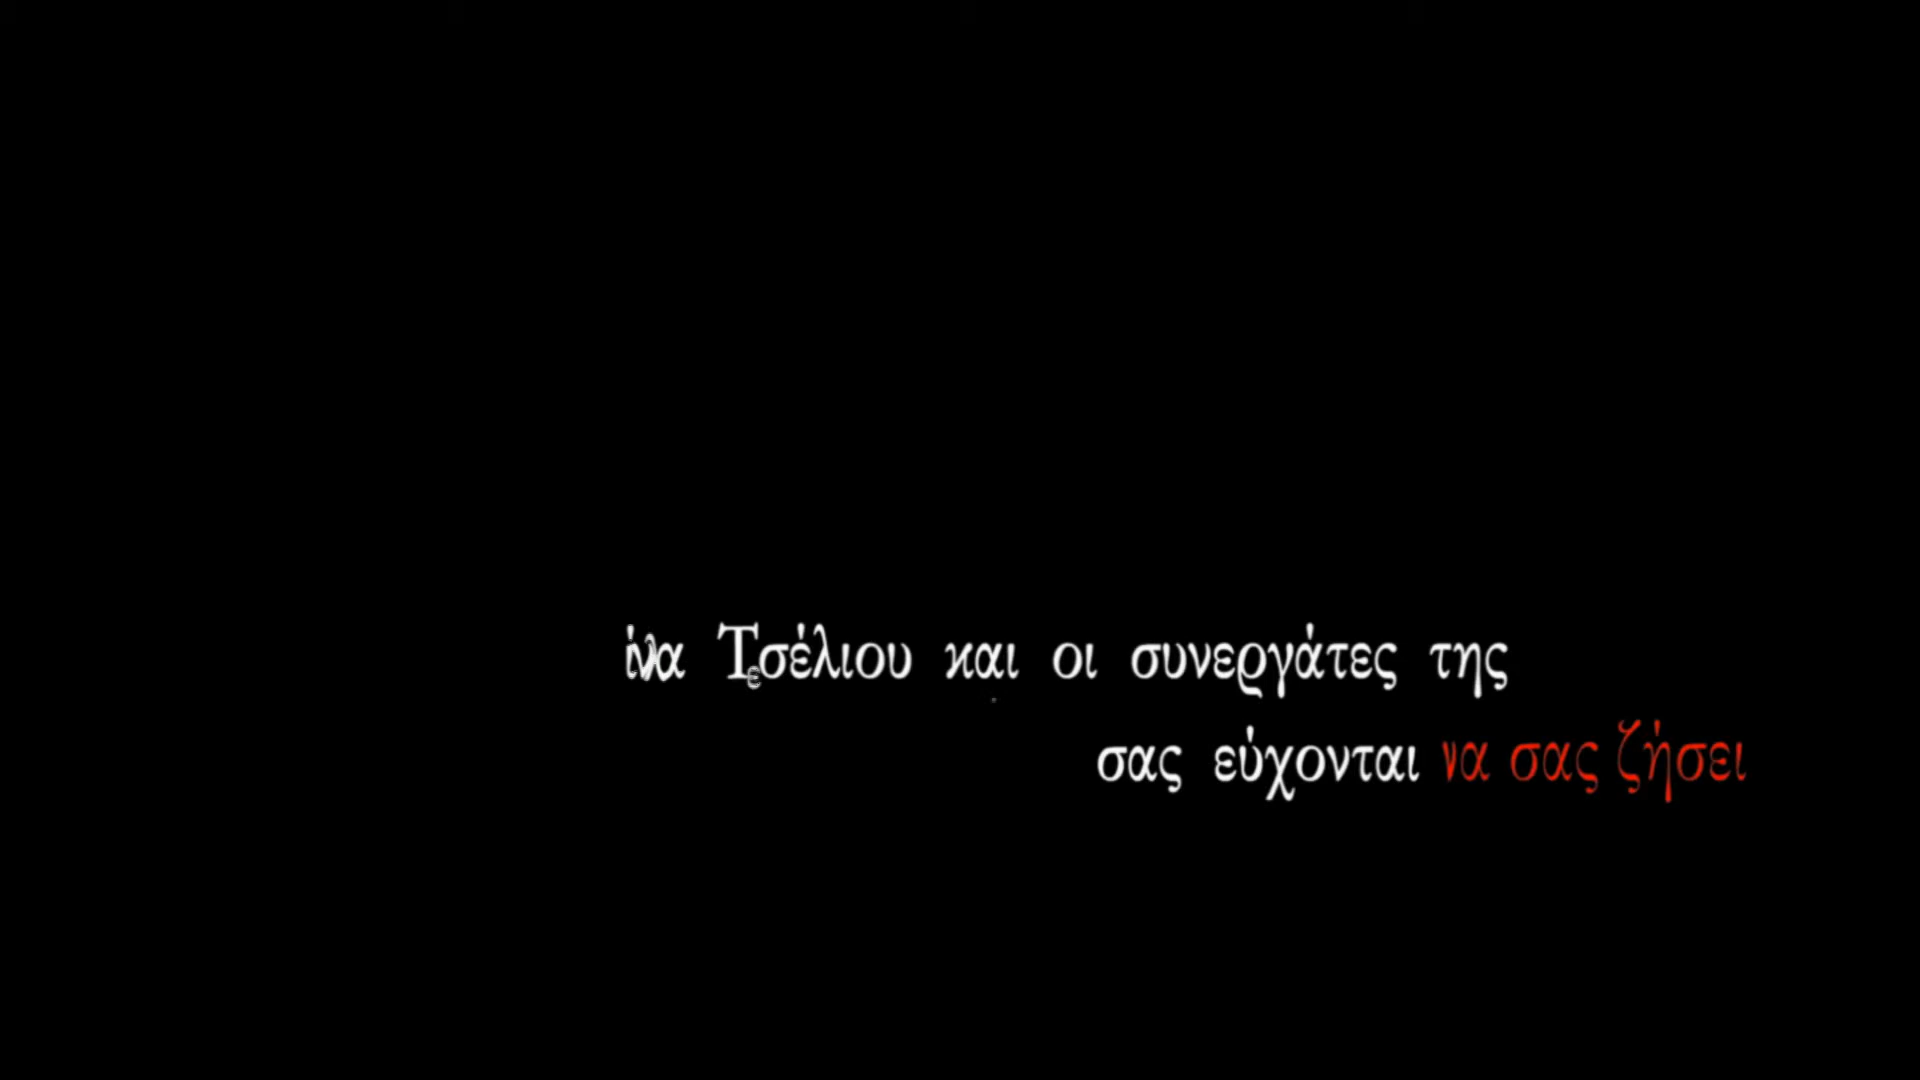 Τσέλιου και οι συνεργάτες της
σας εύχονται να σας ζήσει